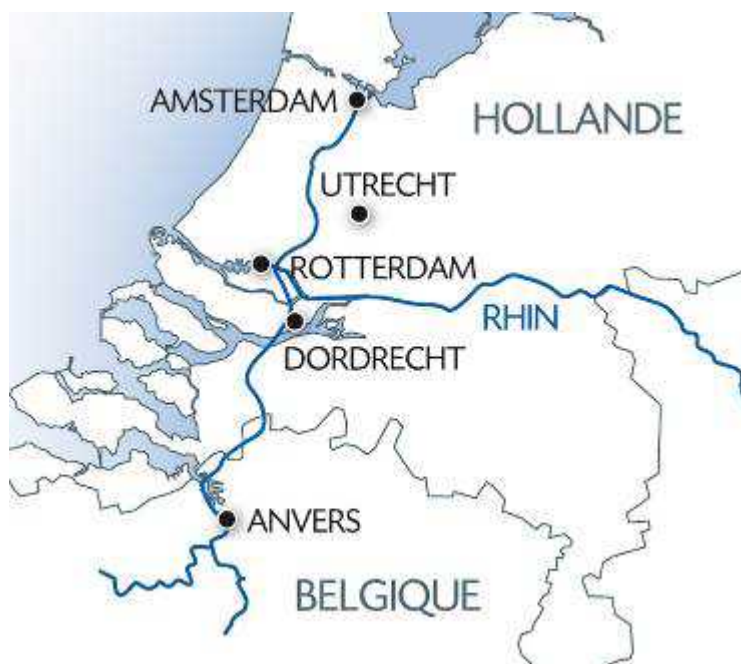 AMSTERDAM
HOLLANDE
UTRECHT
ROTTERDAM
RHIN
DORDRECHT
ANVERS
BELGIQUE